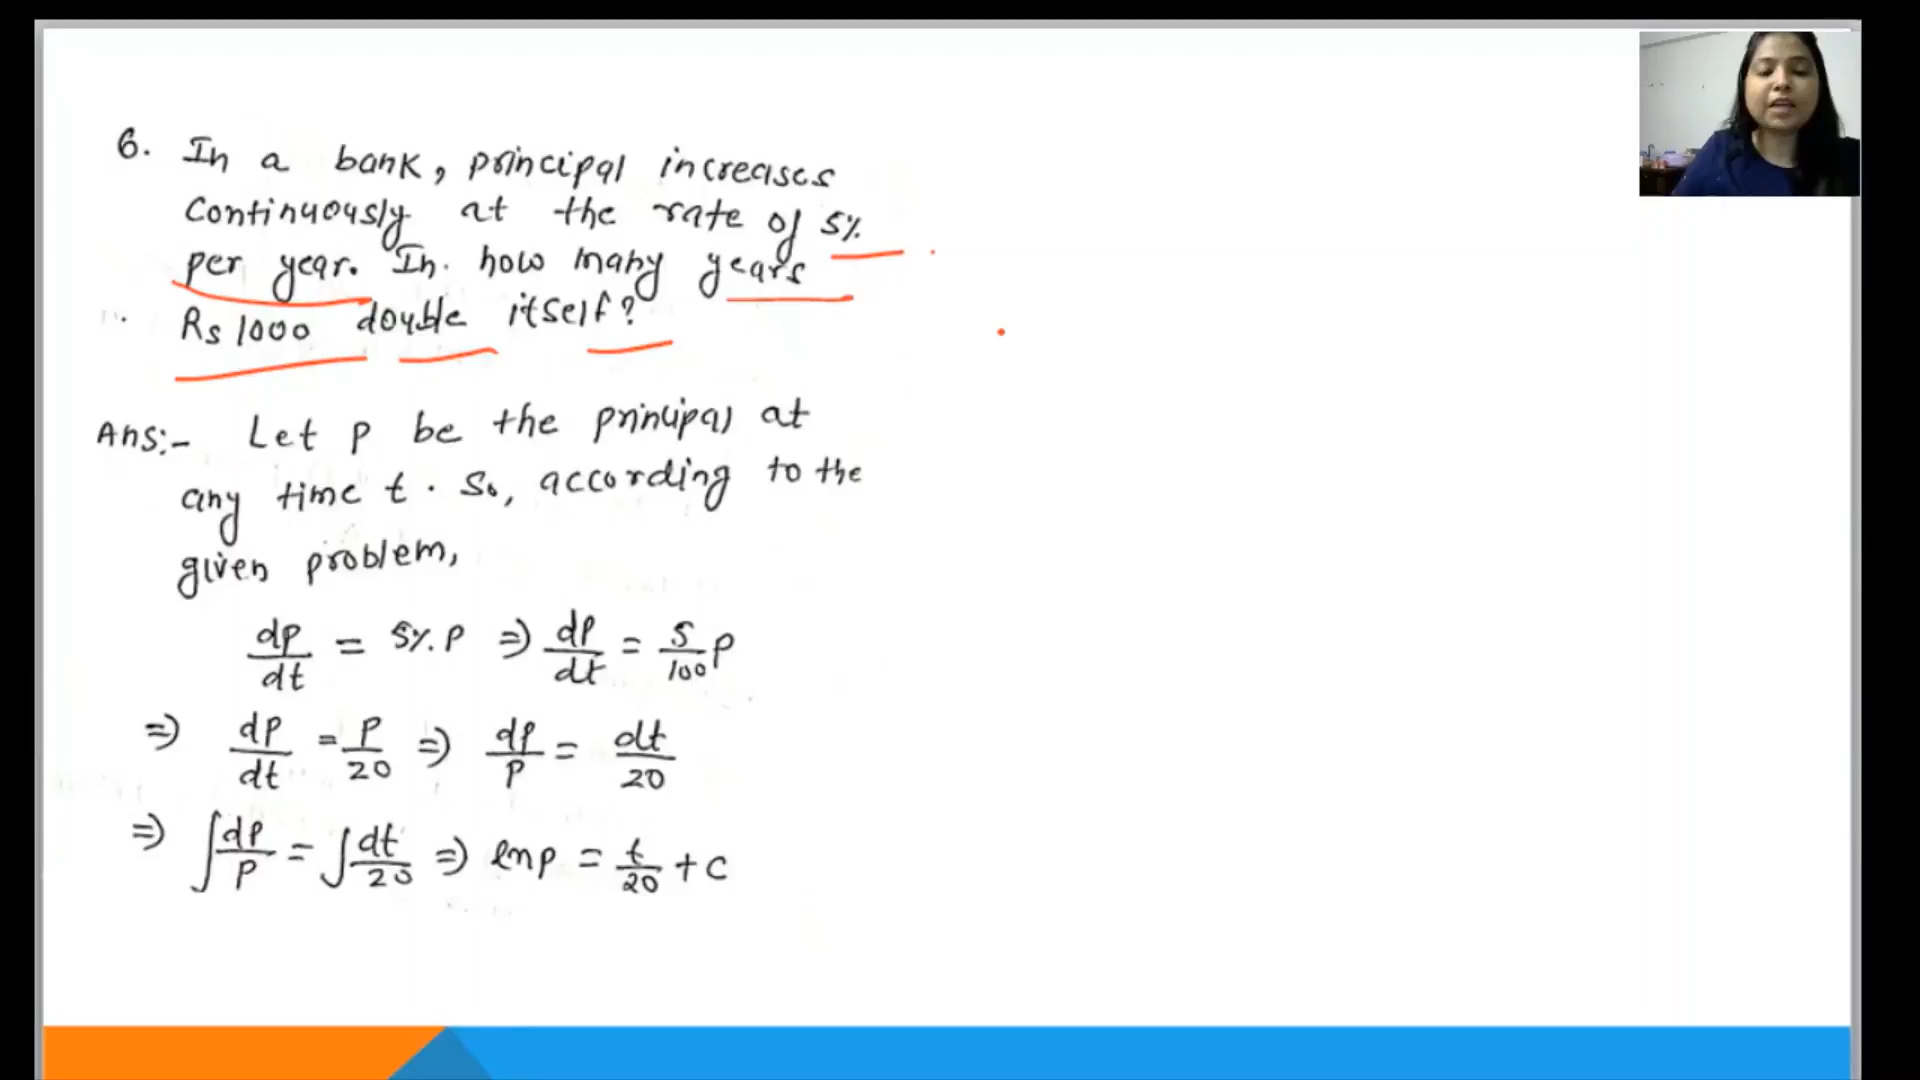 6. In a bank, principal increases
continuously at the rate of 5%
per year. In how many years
Rs 1000 double itself?
Ans:- Let p be the principal at
any time t. So, according to the
given problem,
dp/dt = 5% P ⇒ dp/dt = 5/100 P
⇒ dp/dt = P/20 ⇒ dp/P = dt/20
⇒ ∫dp/P = ∫dt/20 ⇒ ln p = t/20 + c